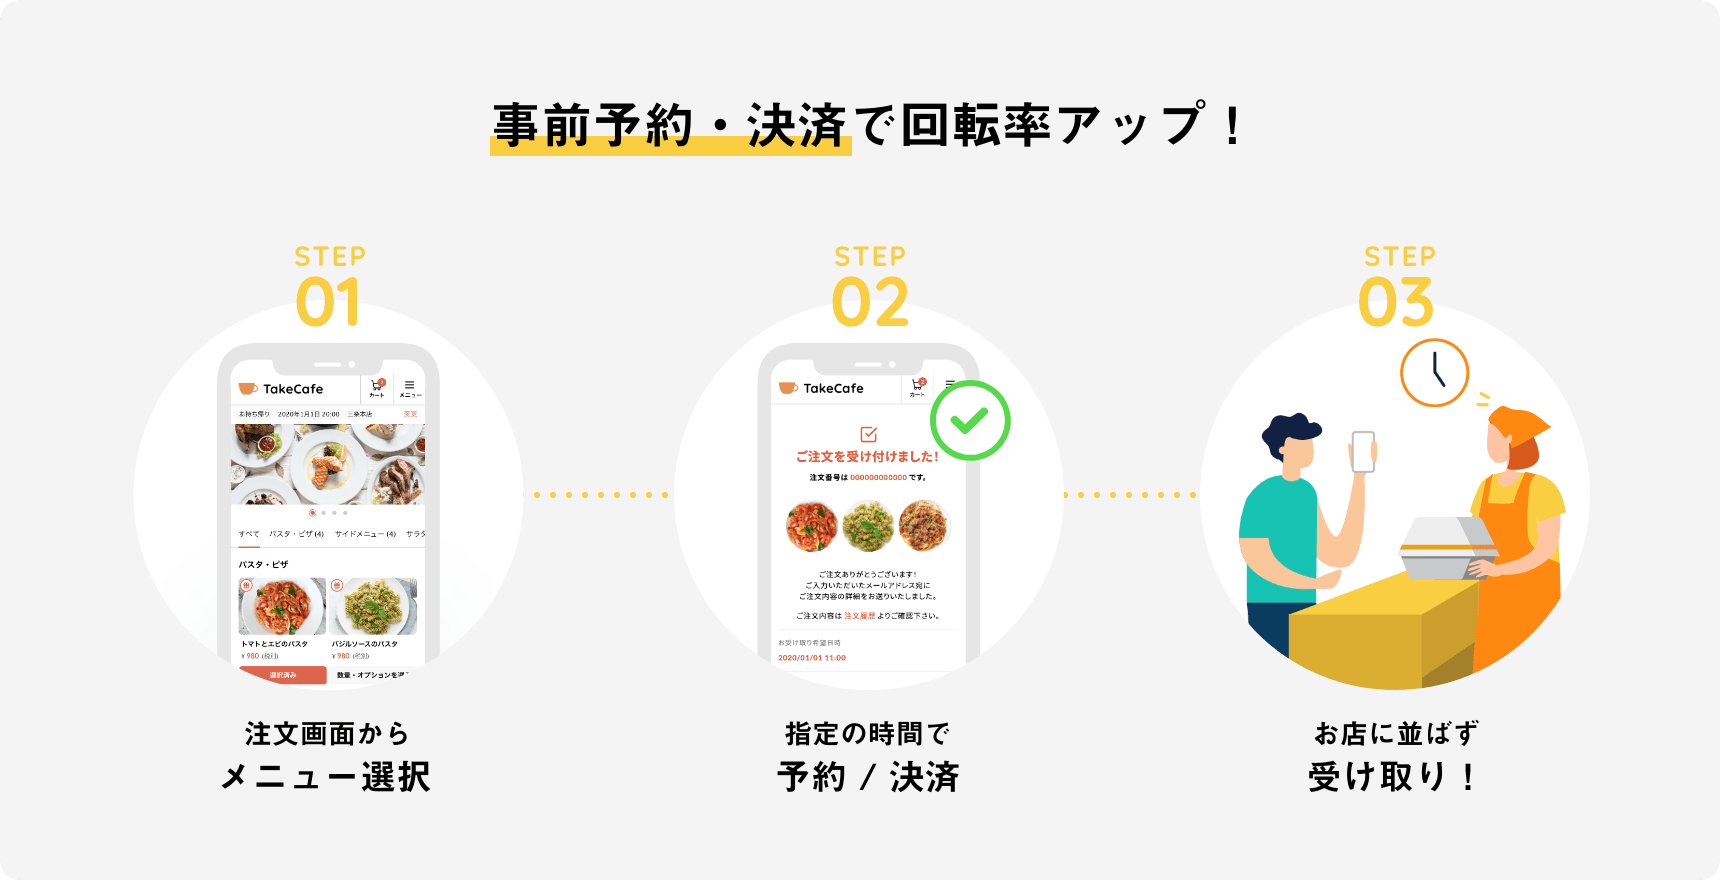 事前予約・決済で回転率アップ！
STEP
01
TakeCafe
カート
メニュー
お持ち帰り 2020年1月1日 20:00 三条本店 変更
すべて パスタ・ピザ (4) サイドメニュー (4) サラダ
パスタ・ピザ
トマトとエビのパスタ
¥ 980 (税別)
選択済み
バジルソースのパスタ
¥ 980 (税別)
数量・オプションを選
注文画面から
メニュー選択
STEP
02
TakeCafe
カート
ご注文を受け付けました！
注文番号は 000000000000 です。
ご注文ありがとうございます！
ご入力いただいたメールアドレス宛に
ご注文内容の詳細をお送りいたしました。
ご注文内容は 注文履歴 よりご確認下さい。
お受け取り希望日時
2020/01/01 11:00
指定の時間で
予約 / 決済
STEP
03
お店に並ばず
受け取り！